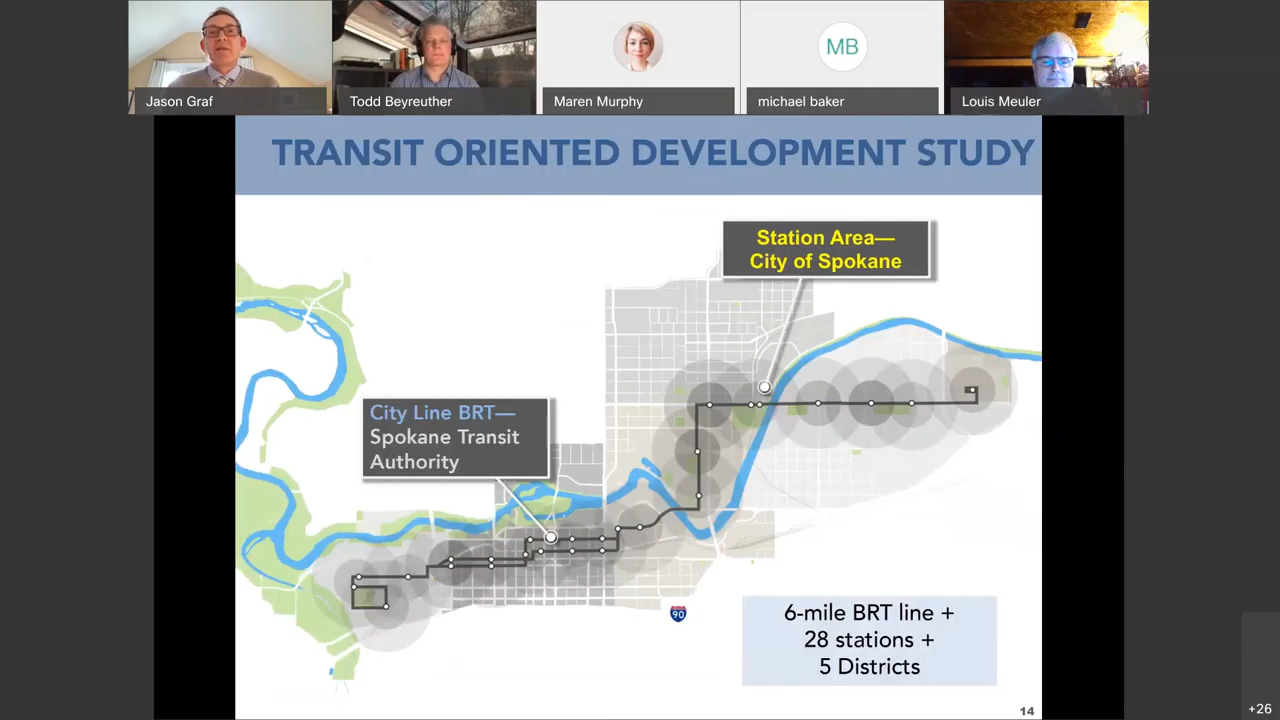 Jason Graf
Todd Beyreuther
Maren Murphy
MB
michael baker
Louis Meuler
TRANSIT ORIENTED DEVELOPMENT STUDY
Station Area—
City of Spokane
City Line BRT—
Spokane Transit
Authority
90
6-mile BRT line +
28 stations +
5 Districts
14
+26